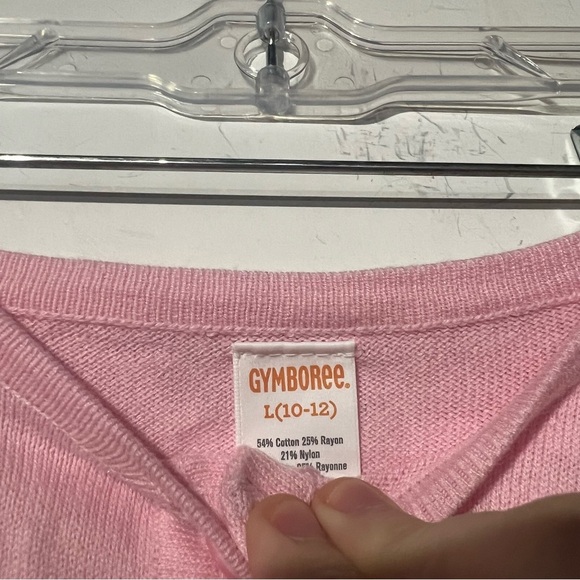 GYMBORee.
L(10-12)
54% Cotton 25% Rayon
21% Nylon
Rayonne